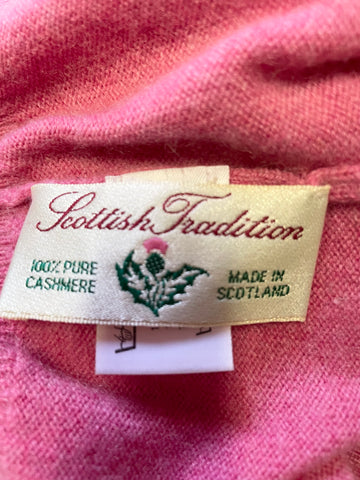 Scottish Tradition
100% PURE
CASHMERE
MADE IN
SCOTLAND